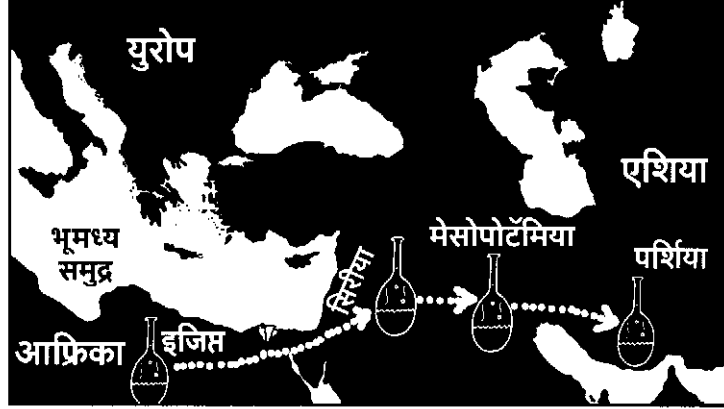 युरोप
एशिया
भूमध्य
समुद्र
सिरीया
मेसोपोटॅमिया
पर्शिया
आफ्रिका
इजिप्त